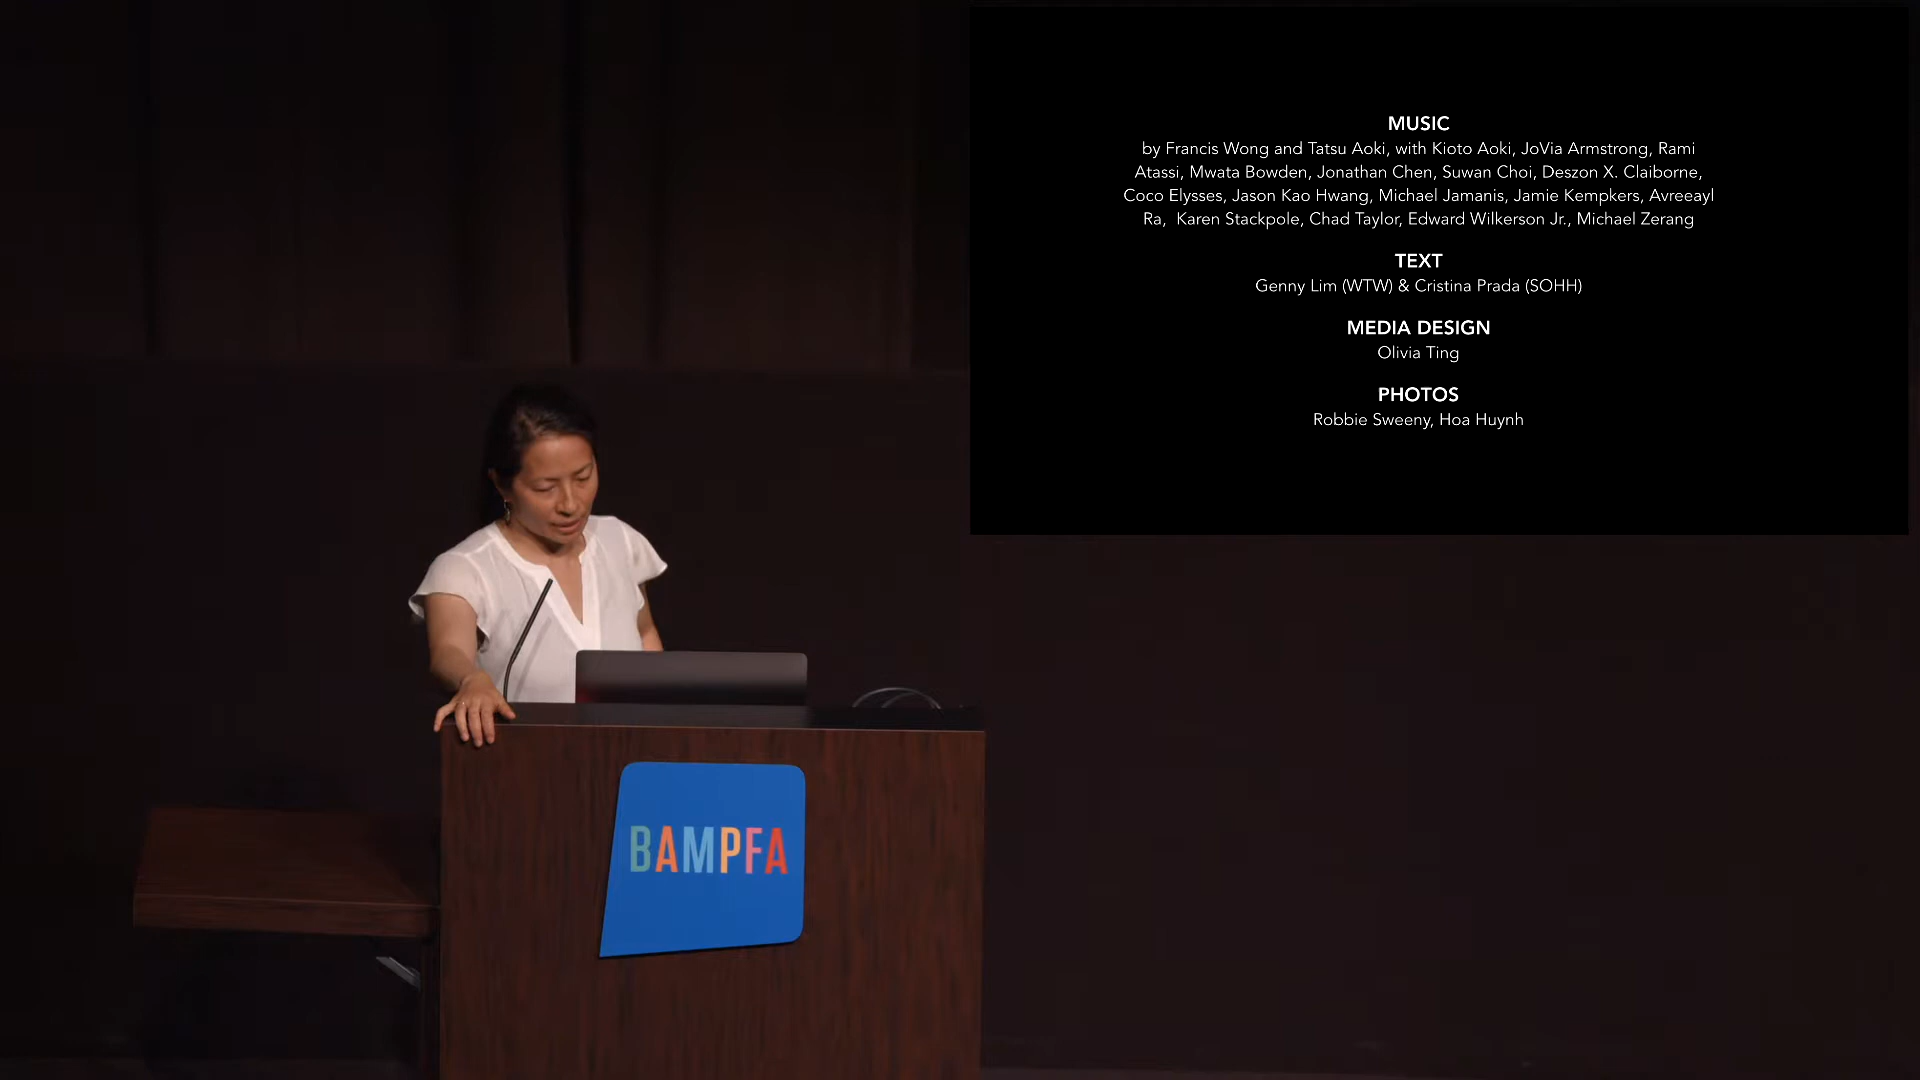 MUSIC
by Francis Wong and Tatsu Aoki, with Kioto Aoki, JoVia Armstrong, Rami
Atassi, Mwata Bowden, Jonathan Chen, Suwan Choi, Deszon X. Claiborne,
Coco Elysses, Jason Kao Hwang, Michael Jamanis, Jamie Kempkers, Avreeayl
Ra,  Karen Stackpole, Chad Taylor, Edward Wilkerson Jr., Michael Zerang
TEXT
Genny Lim (WTW) & Cristina Prada (SOHH)
MEDIA DESIGN
Olivia Ting
PHOTOS
Robbie Sweeny, Hoa Huynh
BAMPFA